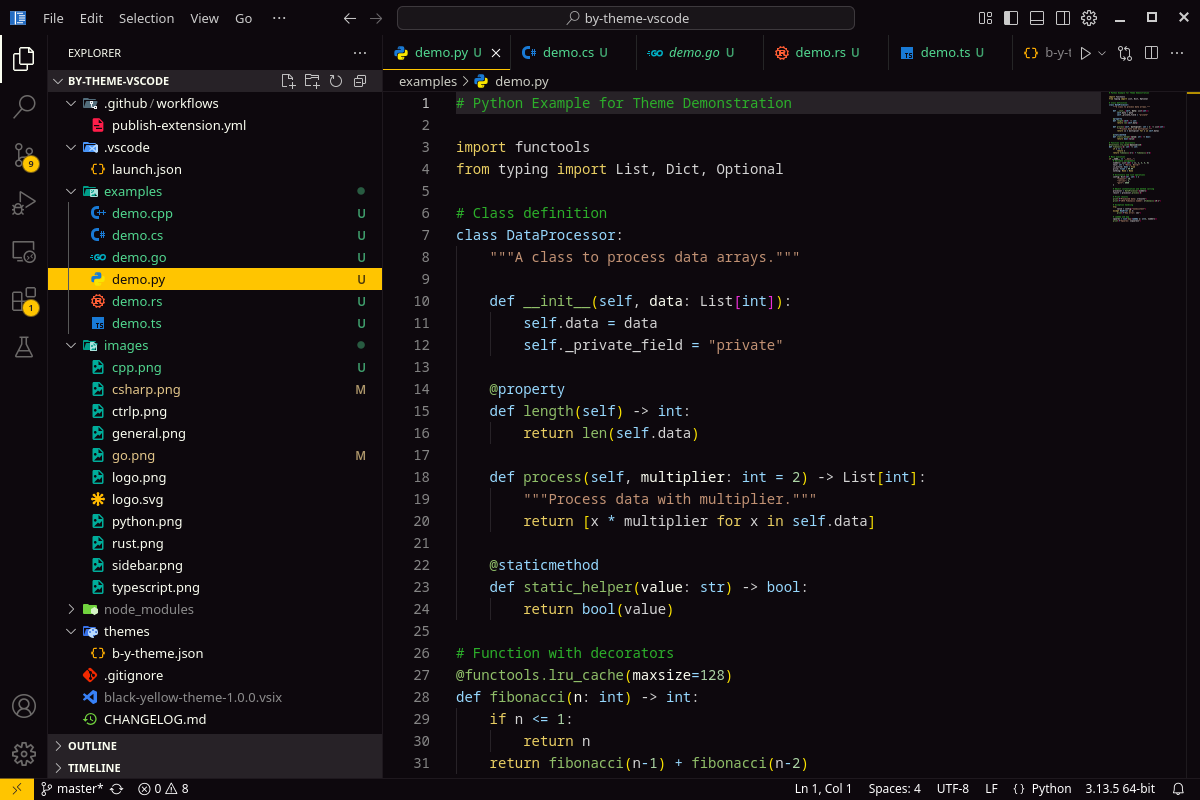 File Edit Selection View Go ··· by-theme-vscode
EXPLORER ···
BY-THEME-VSCODE
.github / workflows
publish-extension.yml
.vscode
launch.json
examples
demo.cpp U
demo.cs U
demo.go U
demo.py U
demo.rs U
demo.ts U
images
cpp.png U
csharp.png M
ctrlp.png
general.png
go.png M
logo.png
logo.svg
python.png
rust.png
sidebar.png
typescript.png
node_modules
themes
b-y-theme.json
.gitignore
black-yellow-theme-1.0.0.vsix
CHANGELOG.md
OUTLINE
TIMELINE
9
1
demo.py U demo.cs U demo.go U demo.rs U demo.ts U b-y-t ···
examples > demo.py
1 # Python Example for Theme Demonstration
2
3 import functools
4 from typing import List, Dict, Optional
5
6 # Class definition
7 class DataProcessor:
8 """A class to process data arrays."""
9
10 def __init__(self, data: List[int]):
11 self.data = data
12 self._private_field = "private"
13
14 @property
15 def length(self) -> int:
16 return len(self.data)
17
18 def process(self, multiplier: int = 2) -> List[int]:
19 """Process data with multiplier."""
20 return [x * multiplier for x in self.data]
21
22 @staticmethod
23 def static_helper(value: str) -> bool:
24 return bool(value)
25
26 # Function with decorators
27 @functools.lru_cache(maxsize=128)
28 def fibonacci(n: int) -> int:
29 if n <= 1:
30 return n
31 return fibonacci(n-1) + fibonacci(n-2)
master* 0 8 Ln 1, Col 1 Spaces: 4 UTF-8 LF {} Python 3.13.5 64-bit